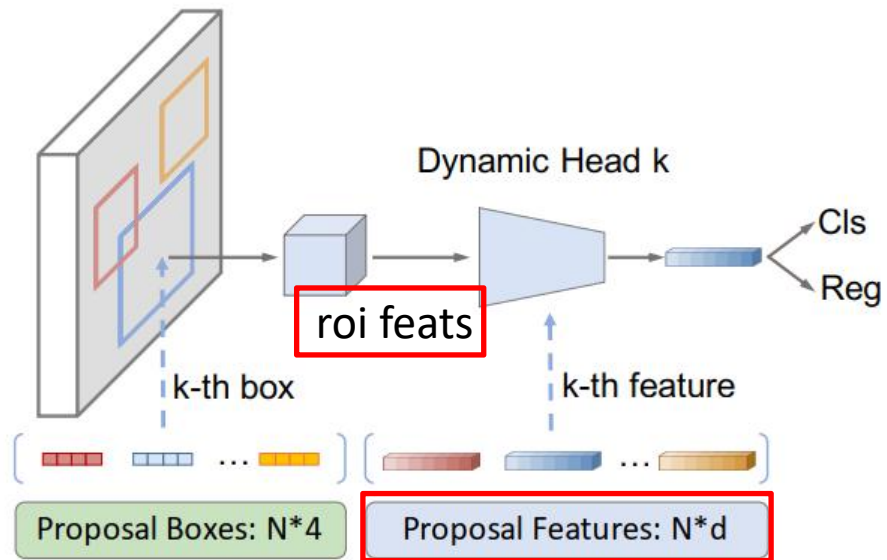 Dynamic Head k
Cls
Reg
roi feats
k-th box
k-th feature
...
...
Proposal Boxes: N*4
Proposal Features: N*d